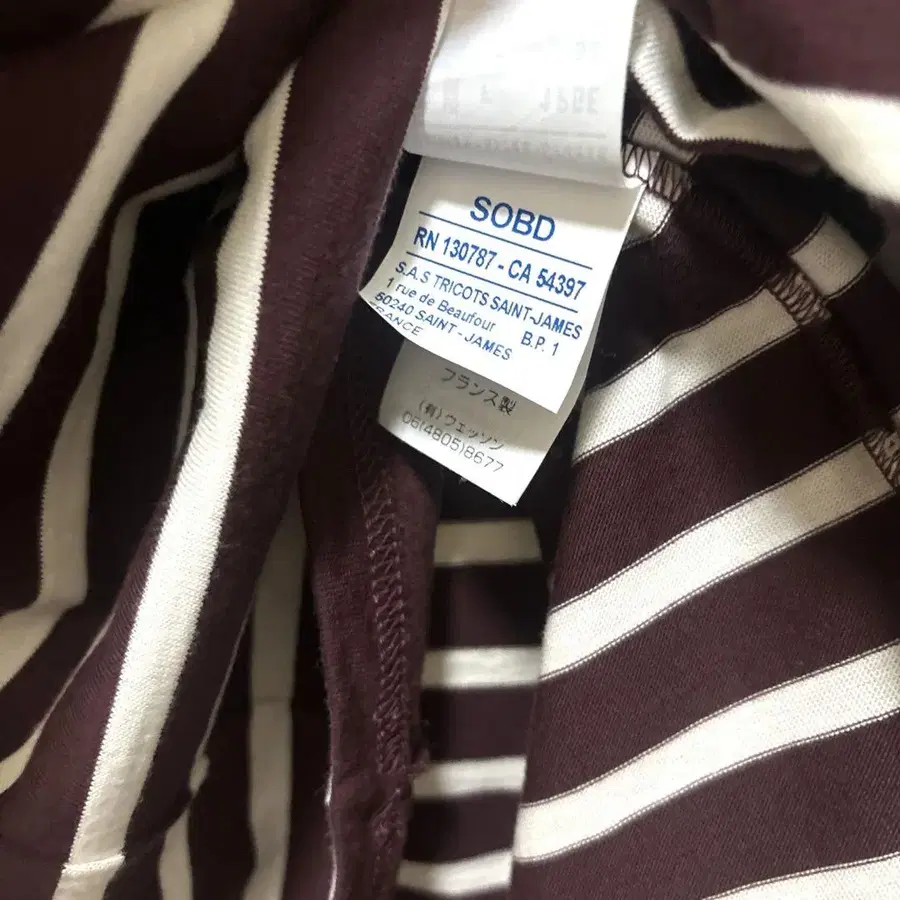 SOBD
RN 130787 - CA 54397
S.A.S TRICOTS SAINT-JAMES
1 rue de Beaufour B.P. 1
50240 SAINT-JAMES
FRANCE
フランス製
(有)ウェッソン
06(4805)8677